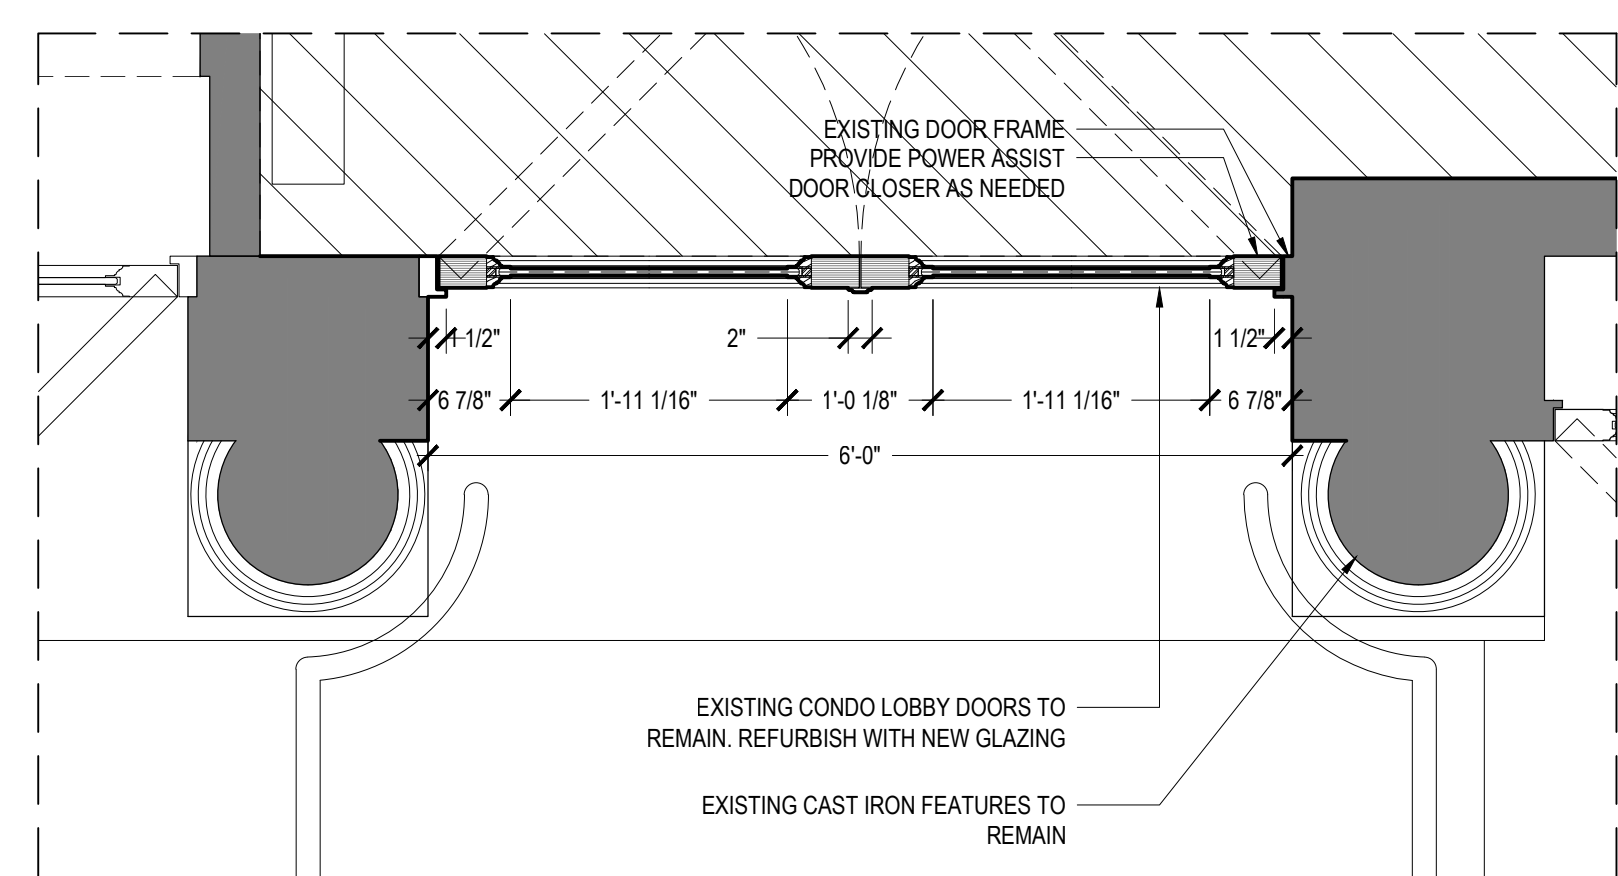 EXISTING DOOR FRAME
PROVIDE POWER ASSIST
DOOR CLOSER AS NEEDED
1 1/2" 2" 1 1/2"
6 7/8" 1'-11 1/16" 1'-0 1/8" 1'-11 1/16" 6 7/8"
6'-0"
EXISTING CONDO LOBBY DOORS TO
REMAIN. REFURBISH WITH NEW GLAZING
EXISTING CAST IRON FEATURES TO
REMAIN